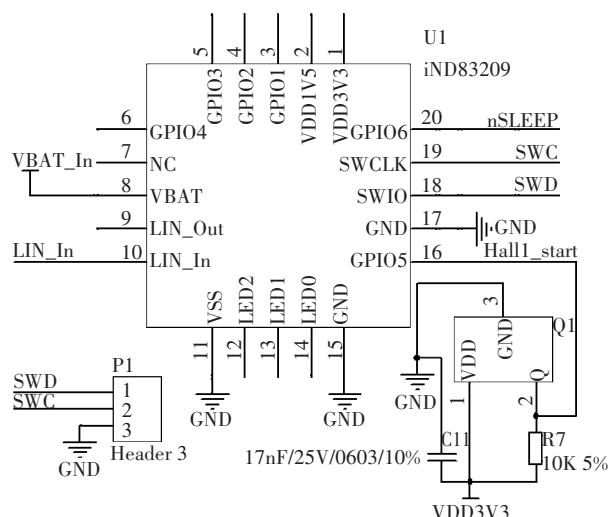 U1
iND83209
5
4
3
2
1
GPIO3
GPIO2
GPIO1
VDD1V5
VDD3V3
6
GPIO4
GPIO6
20
nSLEEP
VBAT_In
7
NC
SWCLK
19
SWC
8
VBAT
SWIO
18
SWD
9
LIN_Out
GND
17
GND
LIN_In
10
LIN_In
GPIO5
16
Hall1_start
VSS
LED2
LED1
LED0
GND
11
12
13
14
15
GND
GND
P1
SWD
1
SWC
2
3
GND
Header 3
3
GND
Q1
VDD
Q
1
2
GND
C11
17nF/25V/0603/10%
R7
10K 5%
VDD3V3